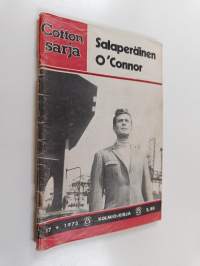 Cotton
sarja
Salaperäinen
O'Connor
1973
KOLMIOKIRJA